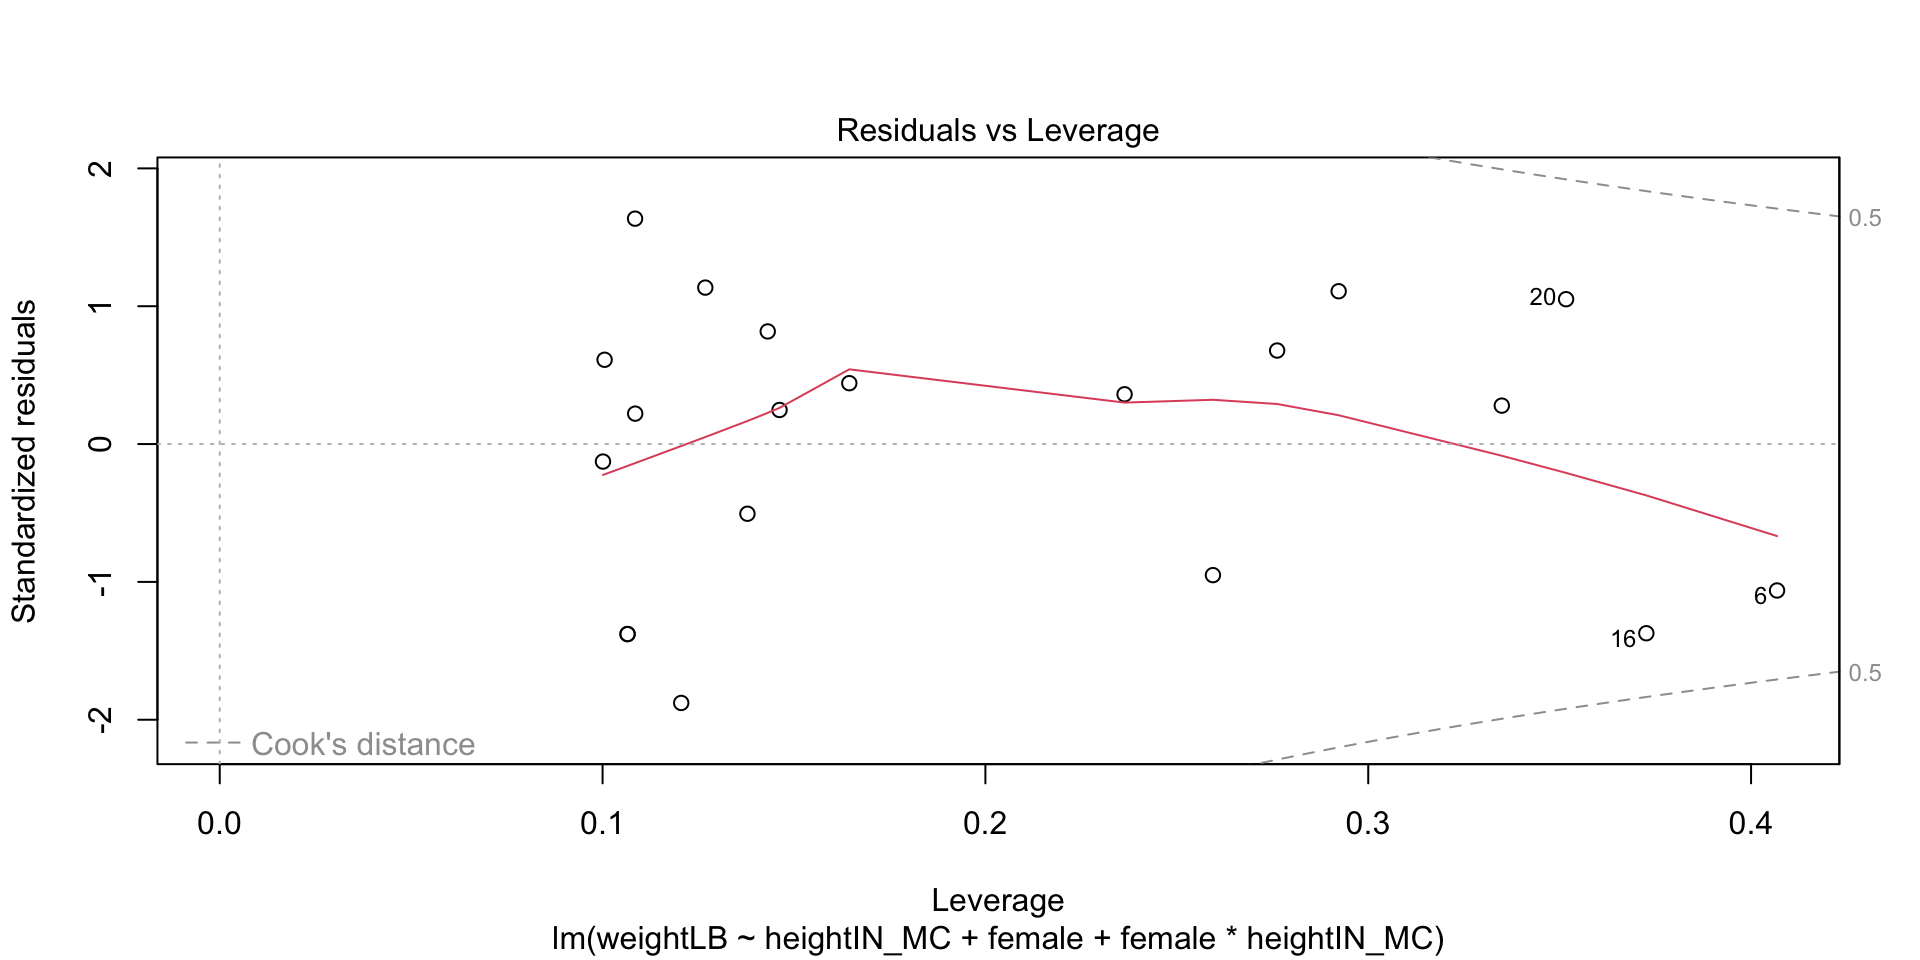 Residuals vs Leverage
Standardized residuals
2
1
0
-1
-2
0.5
0.5
20
16
6
Cook's distance
0.0 0.1 0.2 0.3 0.4
Leverage
lm(weightLB ~ heightIN_MC + female + female * heightIN_MC)